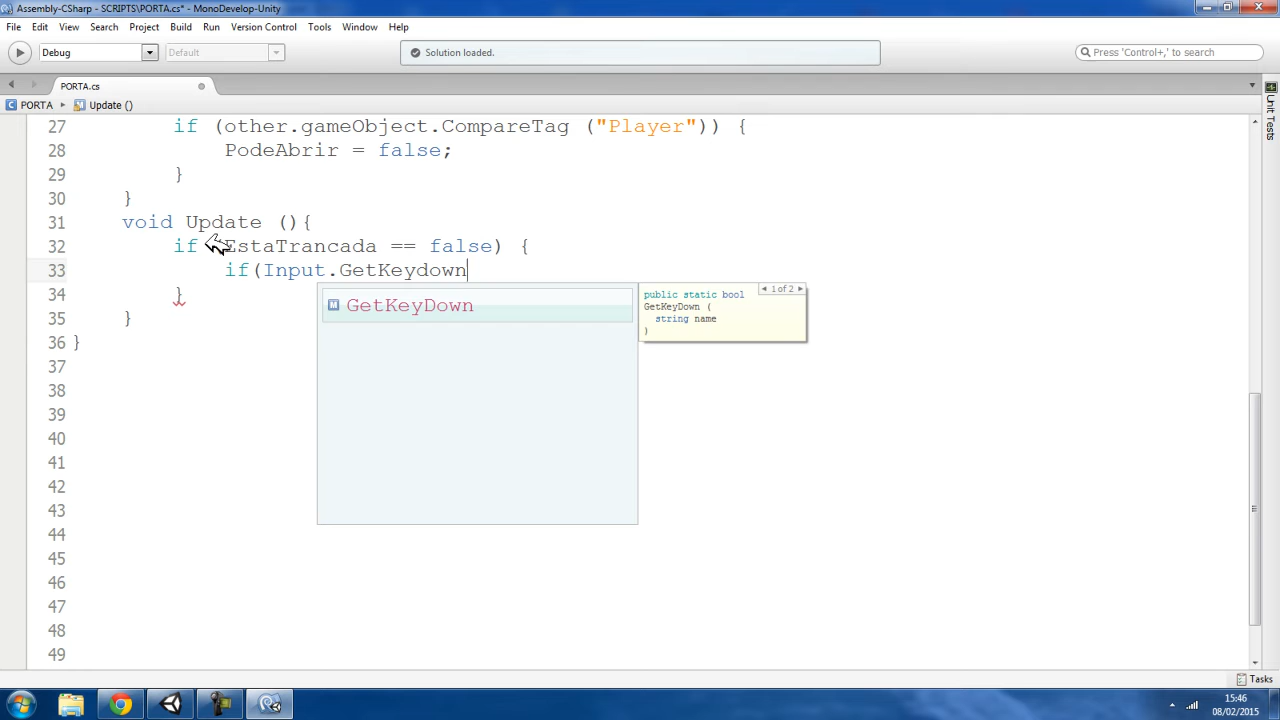 Assembly-CSharp - SCRIPTS\PORTA.cs* - MonoDevelop-Unity
File Edit View Search Project Build Run Version Control Tools Window Help
Debug Default Solution loaded. Press 'Control+,' to search
PORTA.cs
PORTA Update ()
27 if (other.gameObject.CompareTag ("Player")) {
28 PodeAbrir = false;
29 }
30 }
31 void Update (){
32 if EstaTrancada == false) {
33 if(Input.GetKeydown
34 }
35 }
36 }
37
38
39
40
41
42
43
44
45
46
47
48
49
GetKeyDown
1 of 2
public static bool
GetKeyDown (
string name
)
Unit Tests
Tasks
15:46
08/02/2015